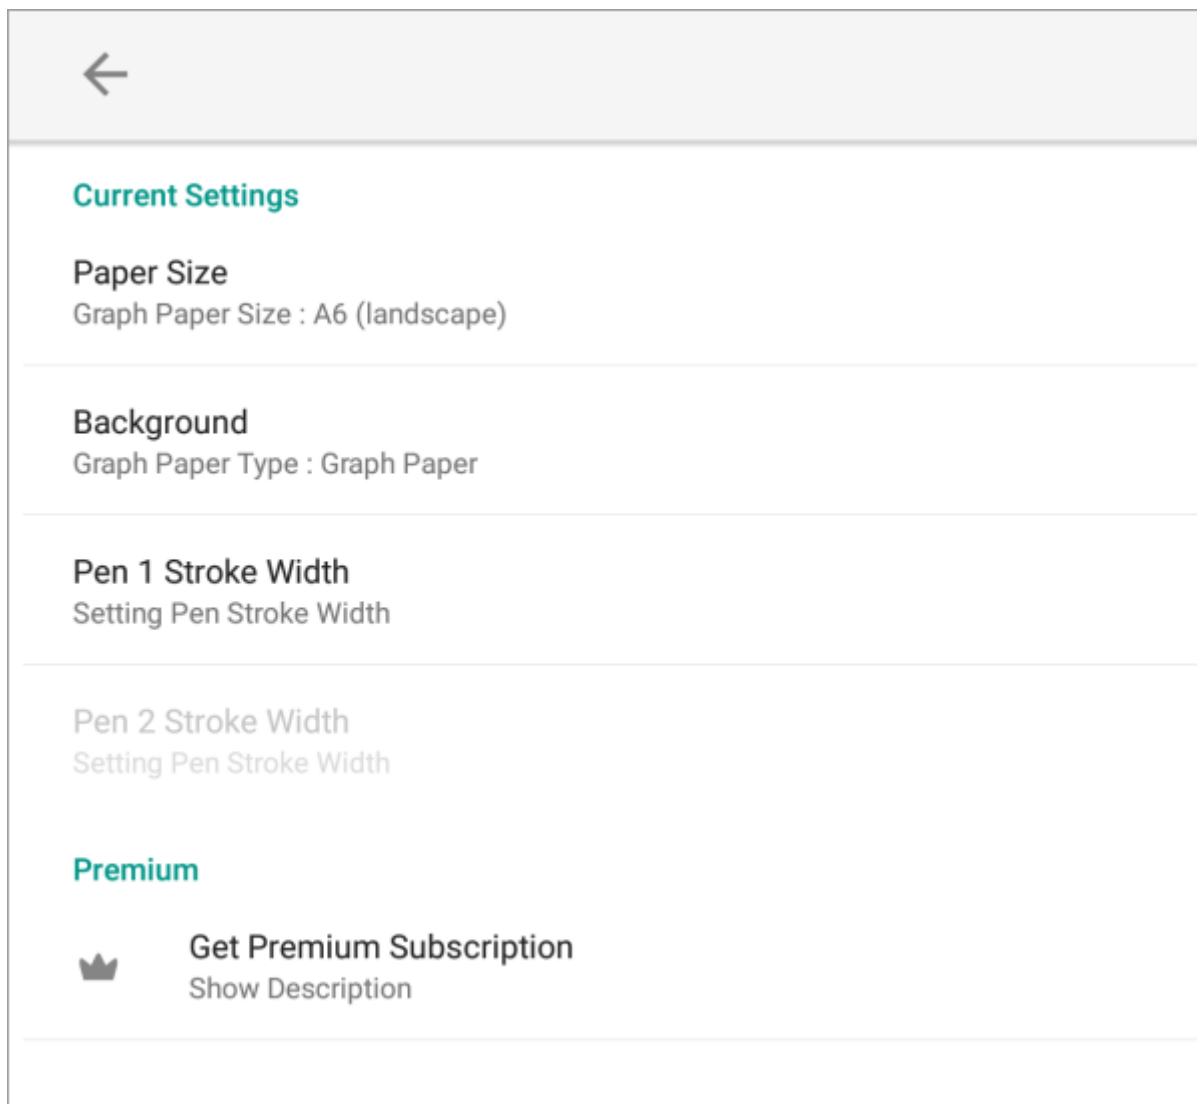 Current Settings
Paper Size
Graph Paper Size : A6 (landscape)
Background
Graph Paper Type : Graph Paper
Pen 1 Stroke Width
Setting Pen Stroke Width
Pen 2 Stroke Width
Setting Pen Stroke Width
Premium
Get Premium Subscription
Show Description